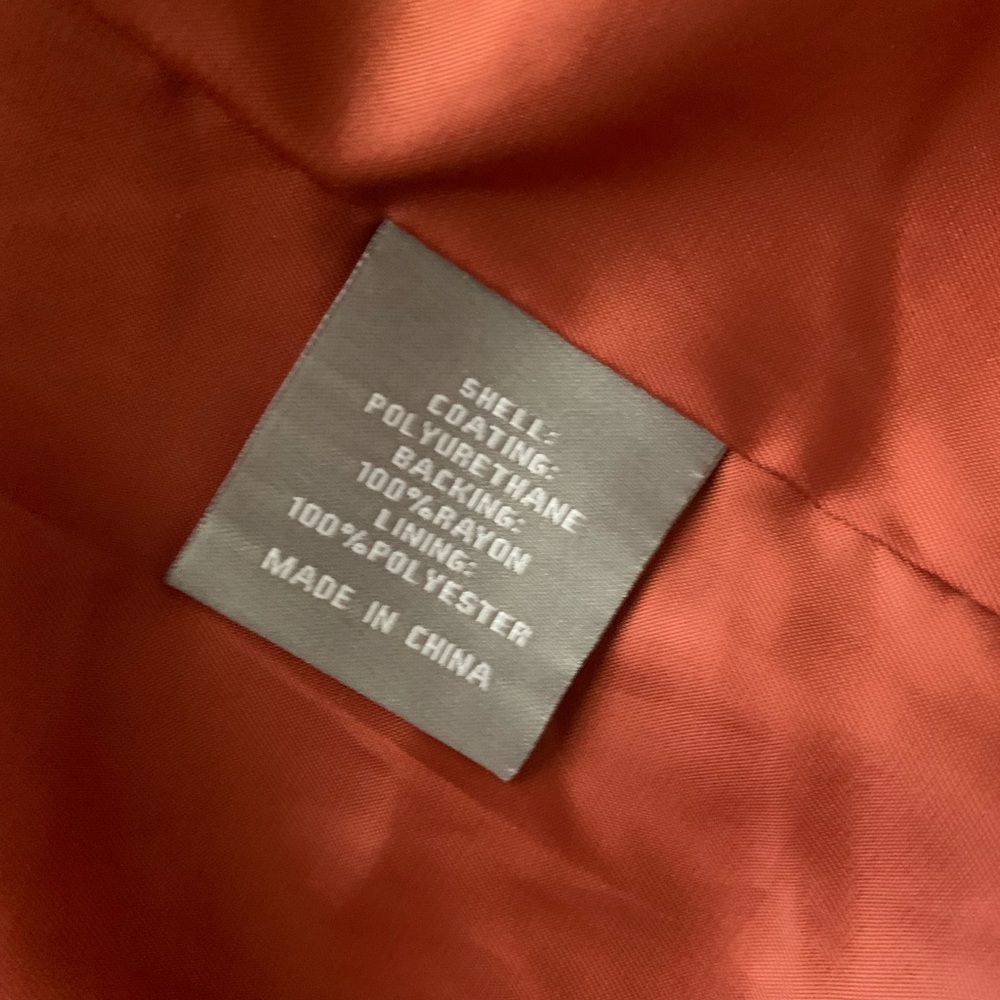 SHELL:
COATING:
POLYURETHANE
BACKING:
100%RAYON
LINING:
100%POLYESTER
MADE IN CHINA